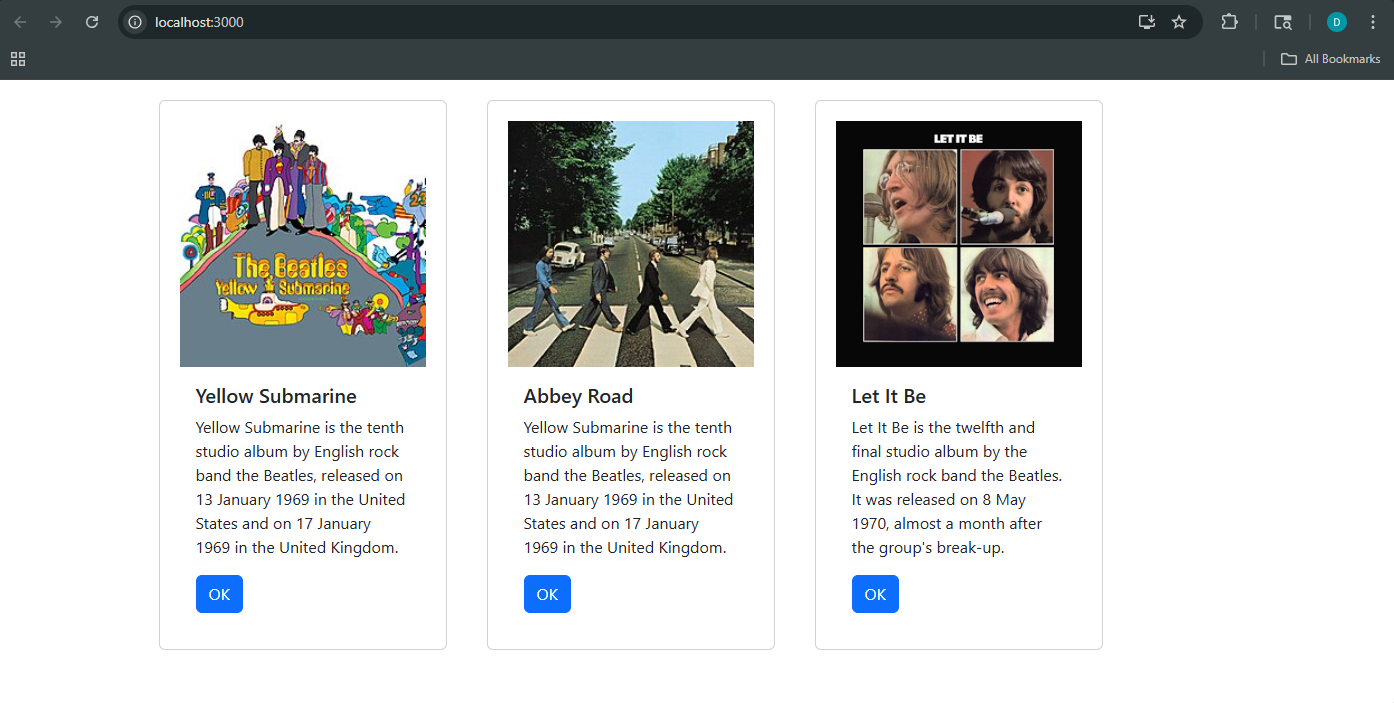 localhost:3000
D
All Bookmarks
The Beatles
Yellow Submarine
Yellow Submarine
Yellow Submarine is the tenth
studio album by English rock
band the Beatles, released on
13 January 1969 in the United
States and on 17 January
1969 in the United Kingdom.
OK
Abbey Road
Yellow Submarine is the tenth
studio album by English rock
band the Beatles, released on
13 January 1969 in the United
States and on 17 January
1969 in the United Kingdom.
OK
LET IT BE
Let It Be
Let It Be is the twelfth and
final studio album by the
English rock band the Beatles.
It was released on 8 May
1970, almost a month after
the group's break-up.
OK